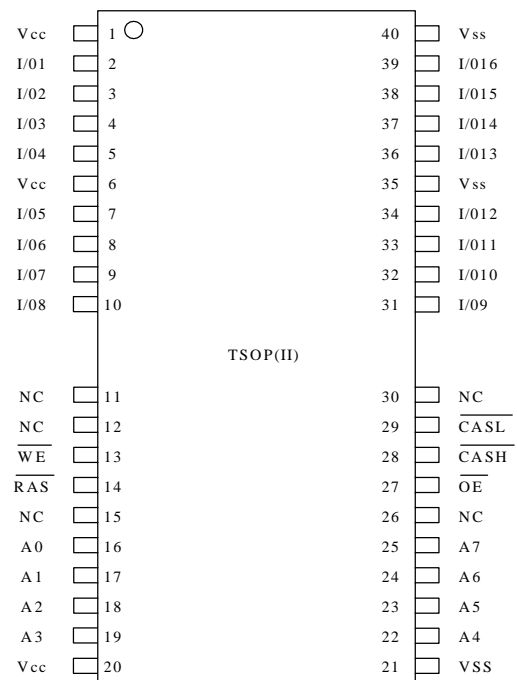 Vcc 1 40 Vss
I/01 2 39 I/016
I/02 3 38 I/015
I/03 4 37 I/014
I/04 5 36 I/013
Vcc 6 35 Vss
I/05 7 34 I/012
I/06 8 33 I/011
I/07 9 32 I/010
I/08 10 31 I/09
TSOP(II)
NC 11 30 NC
NC 12 29 CASL
WE 13 28 CASH
RAS 14 27 OE
NC 15 26 NC
A0 16 25 A7
A1 17 24 A6
A2 18 23 A5
A3 19 22 A4
Vcc 20 21 VSS